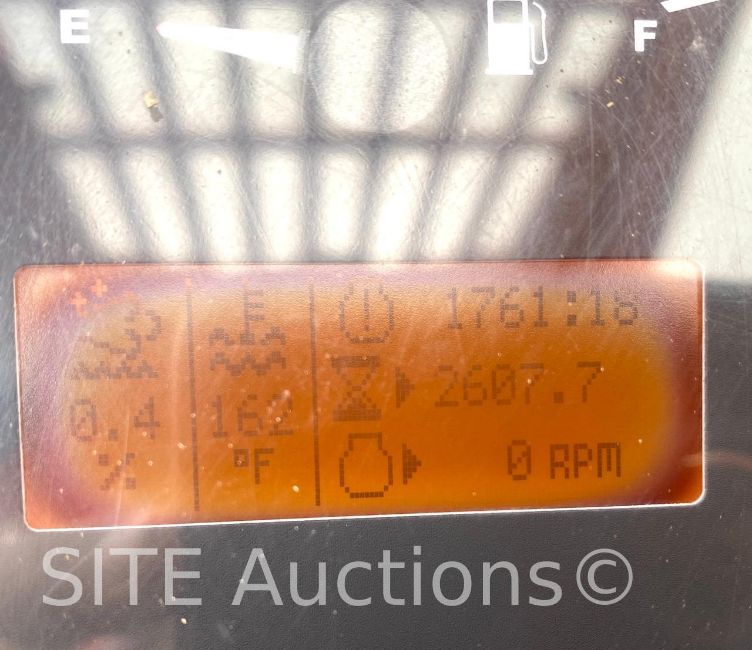 E F
E
1761:18
0.4 162 2607.7
% °F 0 RPM
SITE Auctions©